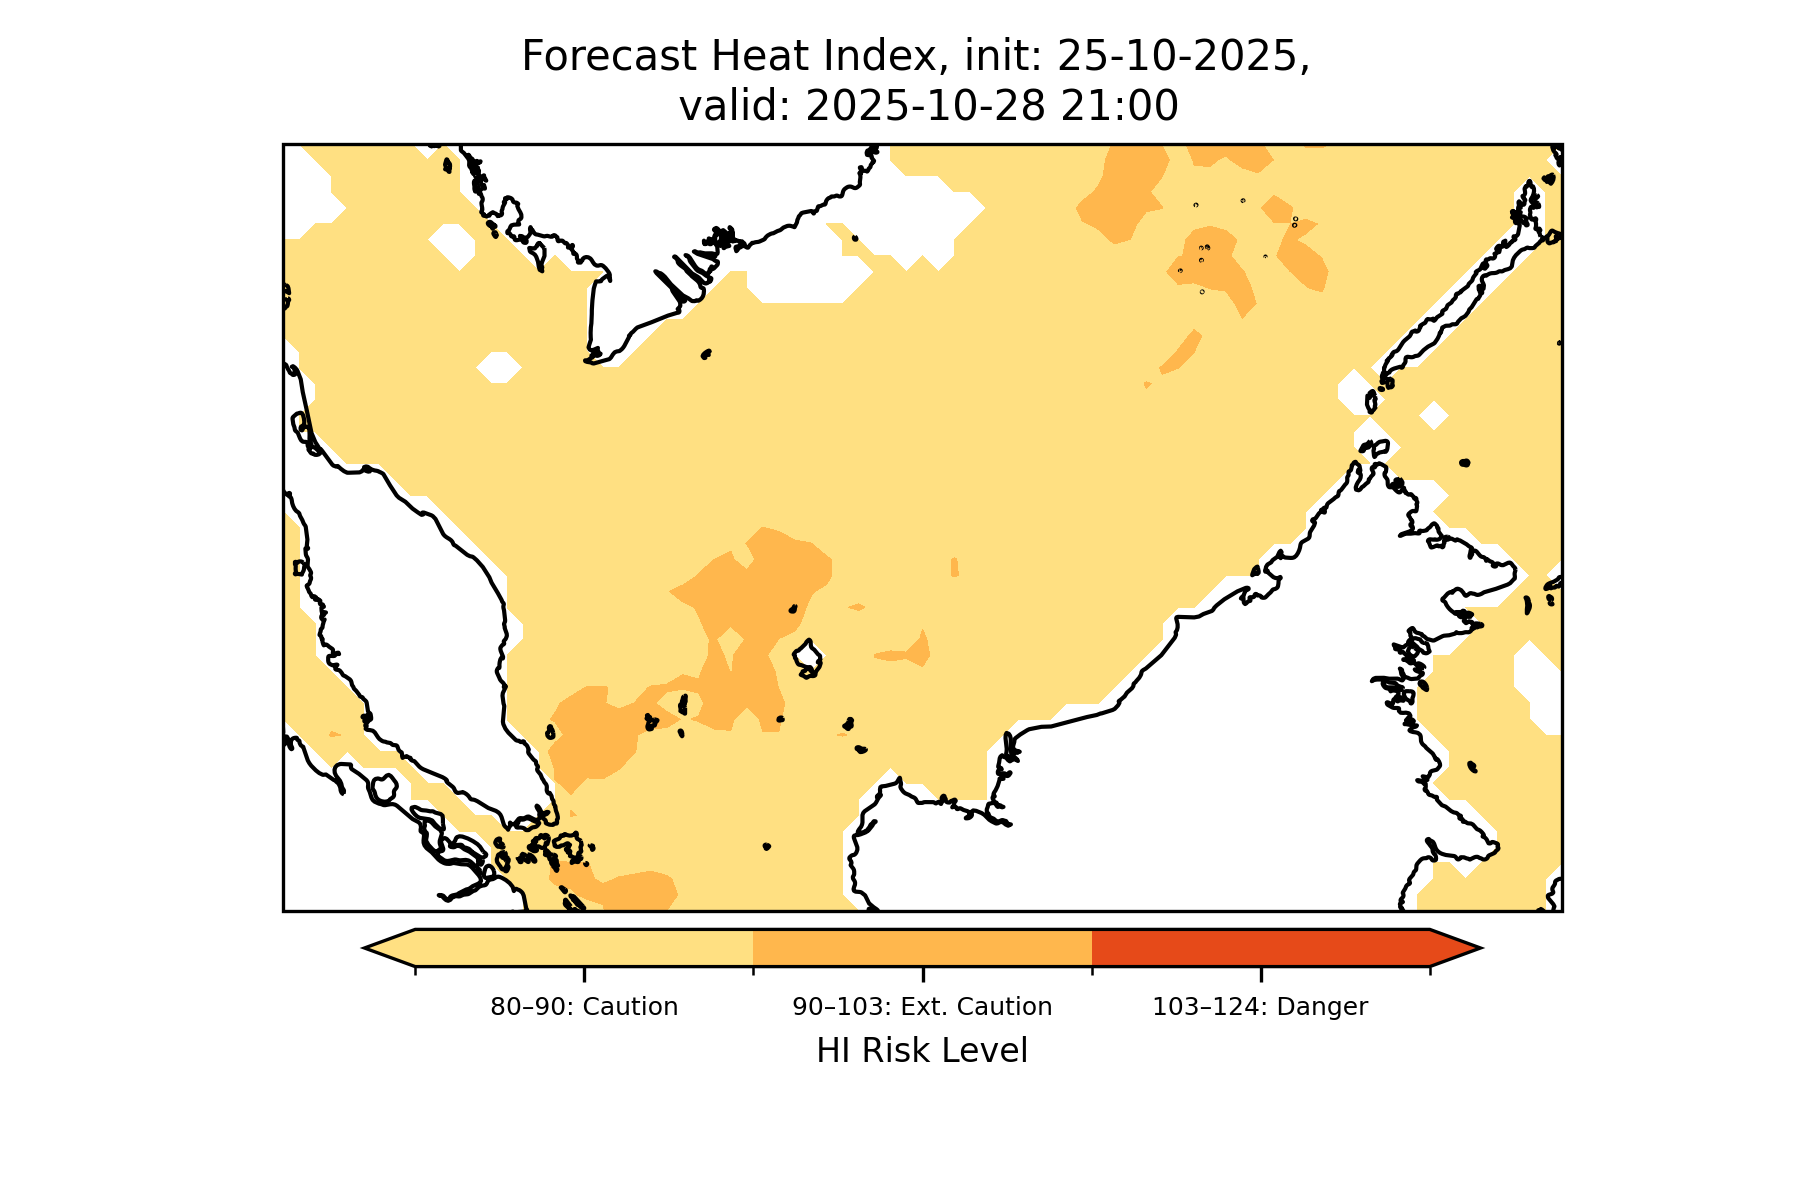 Forecast Heat Index, init: 25-10-2025,
valid: 2025-10-28 21:00
80–90: Caution
90–103: Ext. Caution
103–124: Danger
HI Risk Level